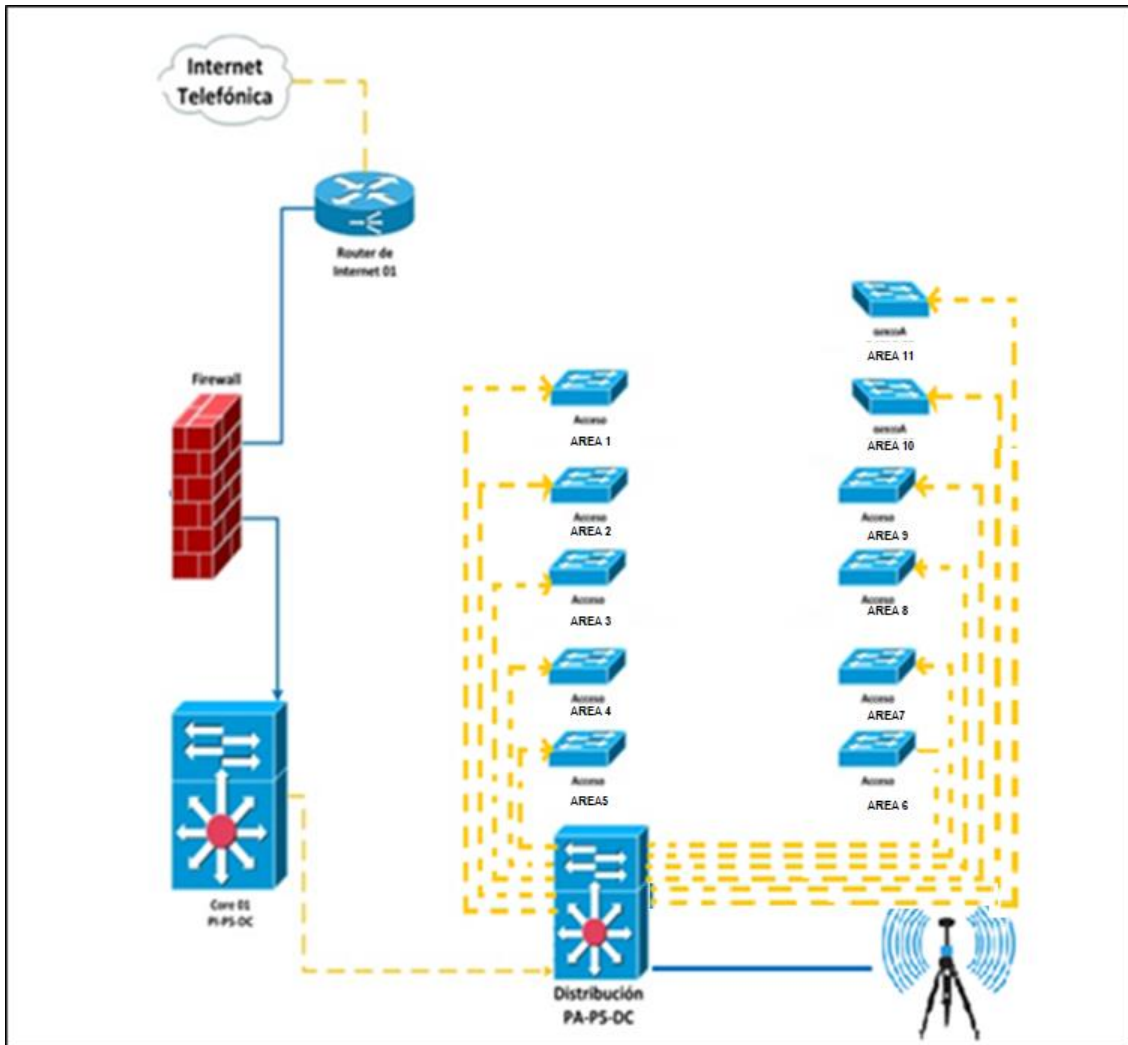 Internet
Telefónica
Router de
Internet 01
Firewall
Core 01
PI-PS-DC
Acceso
AREA 1
Acceso
AREA 2
Acceso
AREA 3
Acceso
AREA 4
Acceso
AREA5
Acceso
AREA 11
Acceso
AREA 10
Acceso
AREA 9
Acceso
AREA 8
Acceso
AREA7
Acceso
AREA 6
Distribución
PA-PS-DC